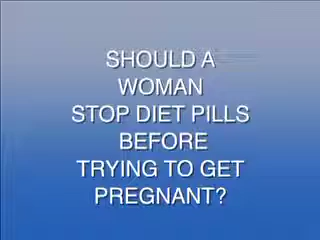 SHOULD A
WOMAN
STOP DIET PILLS
BEFORE
TRYING TO GET
PREGNANT?